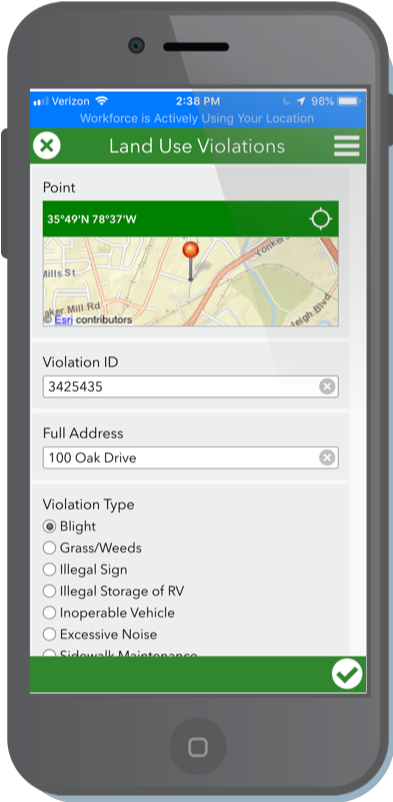 Verizon 2:38 PM 98%
Workforce is Actively Using Your Location
Land Use Violations
Point
35°49'N 78°37'W
Yonkers
Mills St
aker Mill Rd
leigh Blvd
© Esri contributors
Violation ID
3425435
Full Address
100 Oak Drive
Violation Type
Blight
Grass/Weeds
Illegal Sign
Illegal Storage of RV
Inoperable Vehicle
Excessive Noise
Sidewalk Maintenance